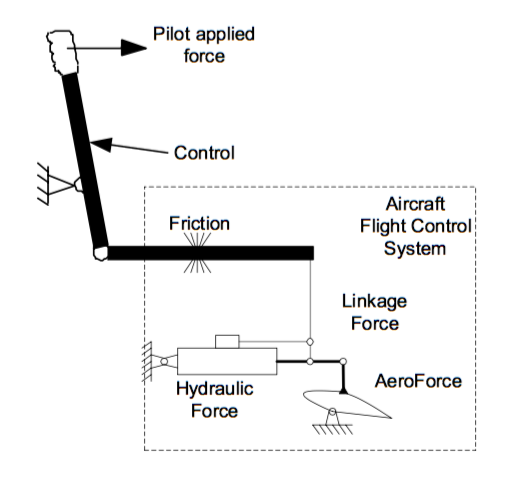 Pilot applied
force
Control
Aircraft
Flight Control
System
Friction
Linkage
Force
Hydraulic
Force
AeroForce